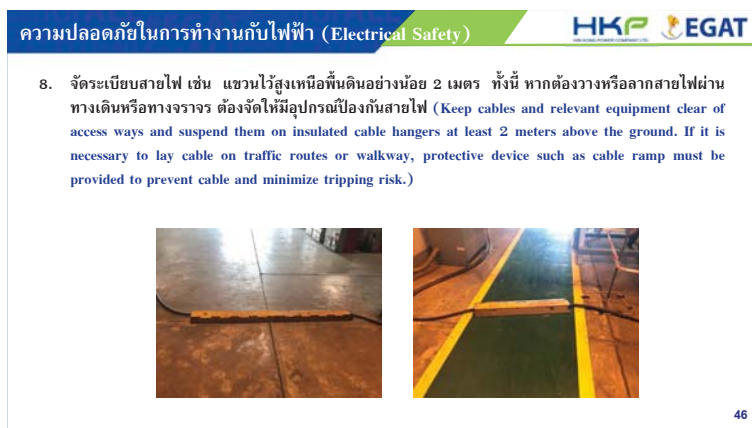 ความปลอดภัยในการทำงานกับไฟฟ้า (Electrical Safety)
HKP
EGAT
8. จัดระเบียบสายไฟ เช่น แขวนไว้สูงเหนือพื้นดินอย่างน้อย 2 เมตร ทั้งนี้ หากต้องวางหรือลากสายไฟผ่าน
ทางเดินหรือทางจราจร ต้องจัดให้มีอุปกรณ์ป้องกันสายไฟ (Keep cables and relevant equipment clear of
access ways and suspend them on insulated cable hangers at least 2 meters above the ground. If it is
necessary to lay cable on traffic routes or walkway, protective device such as cable ramp must be
provided to prevent cable and minimize tripping risk.)
46